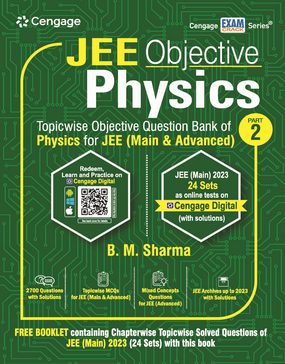 Cengage
Cengage EXAM CRACK Series®
JEE Objective
Physics
PART 2
Topicwise Objective Question Bank of
Physics for JEE (Main & Advanced)
Redeem,
Learn and Practice on
Cengage Digital
JEE (Main) 2023
24 Sets
as online tests on
Cengage Digital
(with solutions)
B. M. Sharma
2700 Questions
with Solutions
Topicwise MCQs
for JEE (Main & Advanced)
Mixed Concepts
Questions
for JEE (Advanced)
JEE Archives up to 2023
with Solutions
FREE BOOKLET containing Chapterwise Topicwise Solved Questions of
JEE (Main) 2023 (24 Sets) with this book